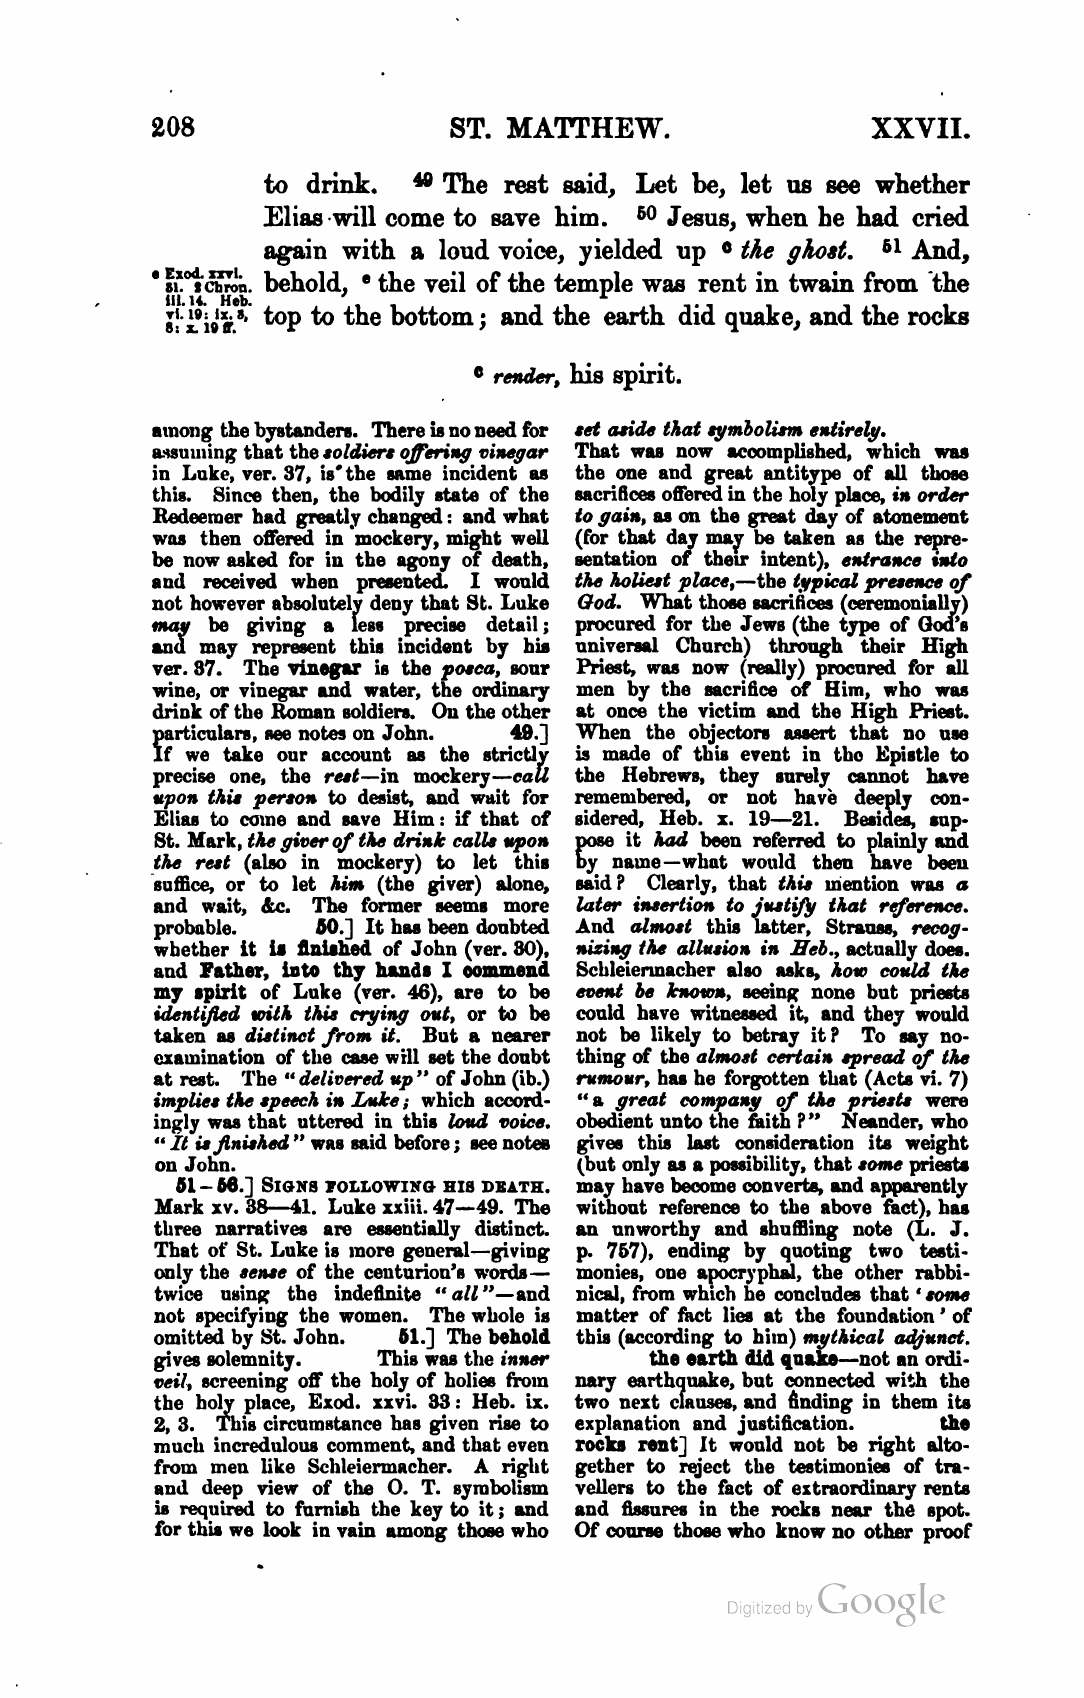 208 ST. MATTHEW. XXVII.
to drink. 49 The rest said, Let be, let us see whether
Elias will come to save him. 50 Jesus, when he had cried
again with a loud voice, yielded up c the ghost. 51 And,
behold, e the veil of the temple was rent in twain from the
top to the bottom; and the earth did quake, and the rocks
e Exod. xxvi.
31. 2 Chron.
iii. 14. Heb.
vi. 19: ix. 3,
8: x. 19 ff.
c render, his spirit.
among the bystanders. There is no need for
assuming that the soldiers offering vinegar
in Luke, ver. 37, is the same incident as
this. Since then, the bodily state of the
Redeemer had greatly changed: and what
was then offered in mockery, might well
be now asked for in the agony of death,
and received when presented. I would
not however absolutely deny that St. Luke
may be giving a less precise detail;
and may represent this incident by his
ver. 37. The vinegar is the posca, sour
wine, or vinegar and water, the ordinary
drink of the Roman soldiers. On the other
particulars, see notes on John. 49.]
If we take our account as the strictly
precise one, the rest—in mockery—call
upon this person to desist, and wait for
Elias to come and save Him: if that of
St. Mark, the giver of the drink calls upon
the rest (also in mockery) to let this
suffice, or to let him (the giver) alone,
and wait, &c. The former seems more
probable. 50.] It has been doubted
whether it is finished of John (ver. 30),
and Father, into thy hands I commend
my spirit of Luke (ver. 46), are to be
identified with this crying out, or to be
taken as distinct from it. But a nearer
examination of the case will set the doubt
at rest. The “delivered up” of John (ib.)
implies the speech in Luke; which accord-
ingly was that uttered in this loud voice.
“It is finished” was said before; see notes
on John.
51–56.] SIGNS FOLLOWING HIS DEATH.
Mark xv. 38—41. Luke xxiii. 47—49. The
three narratives are essentially distinct.
That of St. Luke is more general—giving
only the sense of the centurion's words—
twice using the indefinite “all”—and
not specifying the women. The whole is
omitted by St. John. 51.] The behold
gives solemnity. This was the inner
veil, screening off the holy of holies from
the holy place, Exod. xxvi. 33: Heb. ix.
2, 3. This circumstance has given rise to
much incredulous comment, and that even
from men like Schleiermacher. A right
and deep view of the O. T. symbolism
is required to furnish the key to it; and
for this we look in vain among those who
set aside that symbolism entirely.
That was now accomplished, which was
the one and great antitype of all those
sacrifices offered in the holy place, in order
to gain, as on the great day of atonement
(for that day may be taken as the repre-
sentation of their intent), entrance into
the holiest place,—the typical presence of
God. What those sacrifices (ceremonially)
procured for the Jews (the type of God's
universal Church) through their High
Priest, was now (really) procured for all
men by the sacrifice of Him, who was
at once the victim and the High Priest.
When the objectors assert that no use
is made of this event in the Epistle to
the Hebrews, they surely cannot have
remembered, or not have deeply con-
sidered, Heb. x. 19—21. Besides, sup-
pose it had been referred to plainly and
by name—what would then have been
said? Clearly, that this mention was a
later insertion to justify that reference.
And almost this latter, Strauss, recog-
nizing the allusion in Heb., actually does.
Schleiermacher also asks, how could the
event be known, seeing none but priests
could have witnessed it, and they would
not be likely to betray it? To say no-
thing of the almost certain spread of the
rumour, has he forgotten that (Acts vi. 7)
“a great company of the priests were
obedient unto the faith?” Neander, who
gives this last consideration its weight
(but only as a possibility, that some priests
may have become converts, and apparently
without reference to the above fact), has
an unworthy and shuffling note (L. J.
p. 757), ending by quoting two testi-
monies, one apocryphal, the other rabbi-
nical, from which he concludes that ‘some
matter of fact lies at the foundation’ of
this (according to him) mythical adjunct.
the earth did quake—not an ordi-
nary earthquake, but connected with the
two next clauses, and finding in them its
explanation and justification. the
rocks rent] It would not be right alto-
gether to reject the testimonies of tra-
vellers to the fact of extraordinary rents
and fissures in the rocks near the spot.
Of course those who know no other proof
Digitized by Google